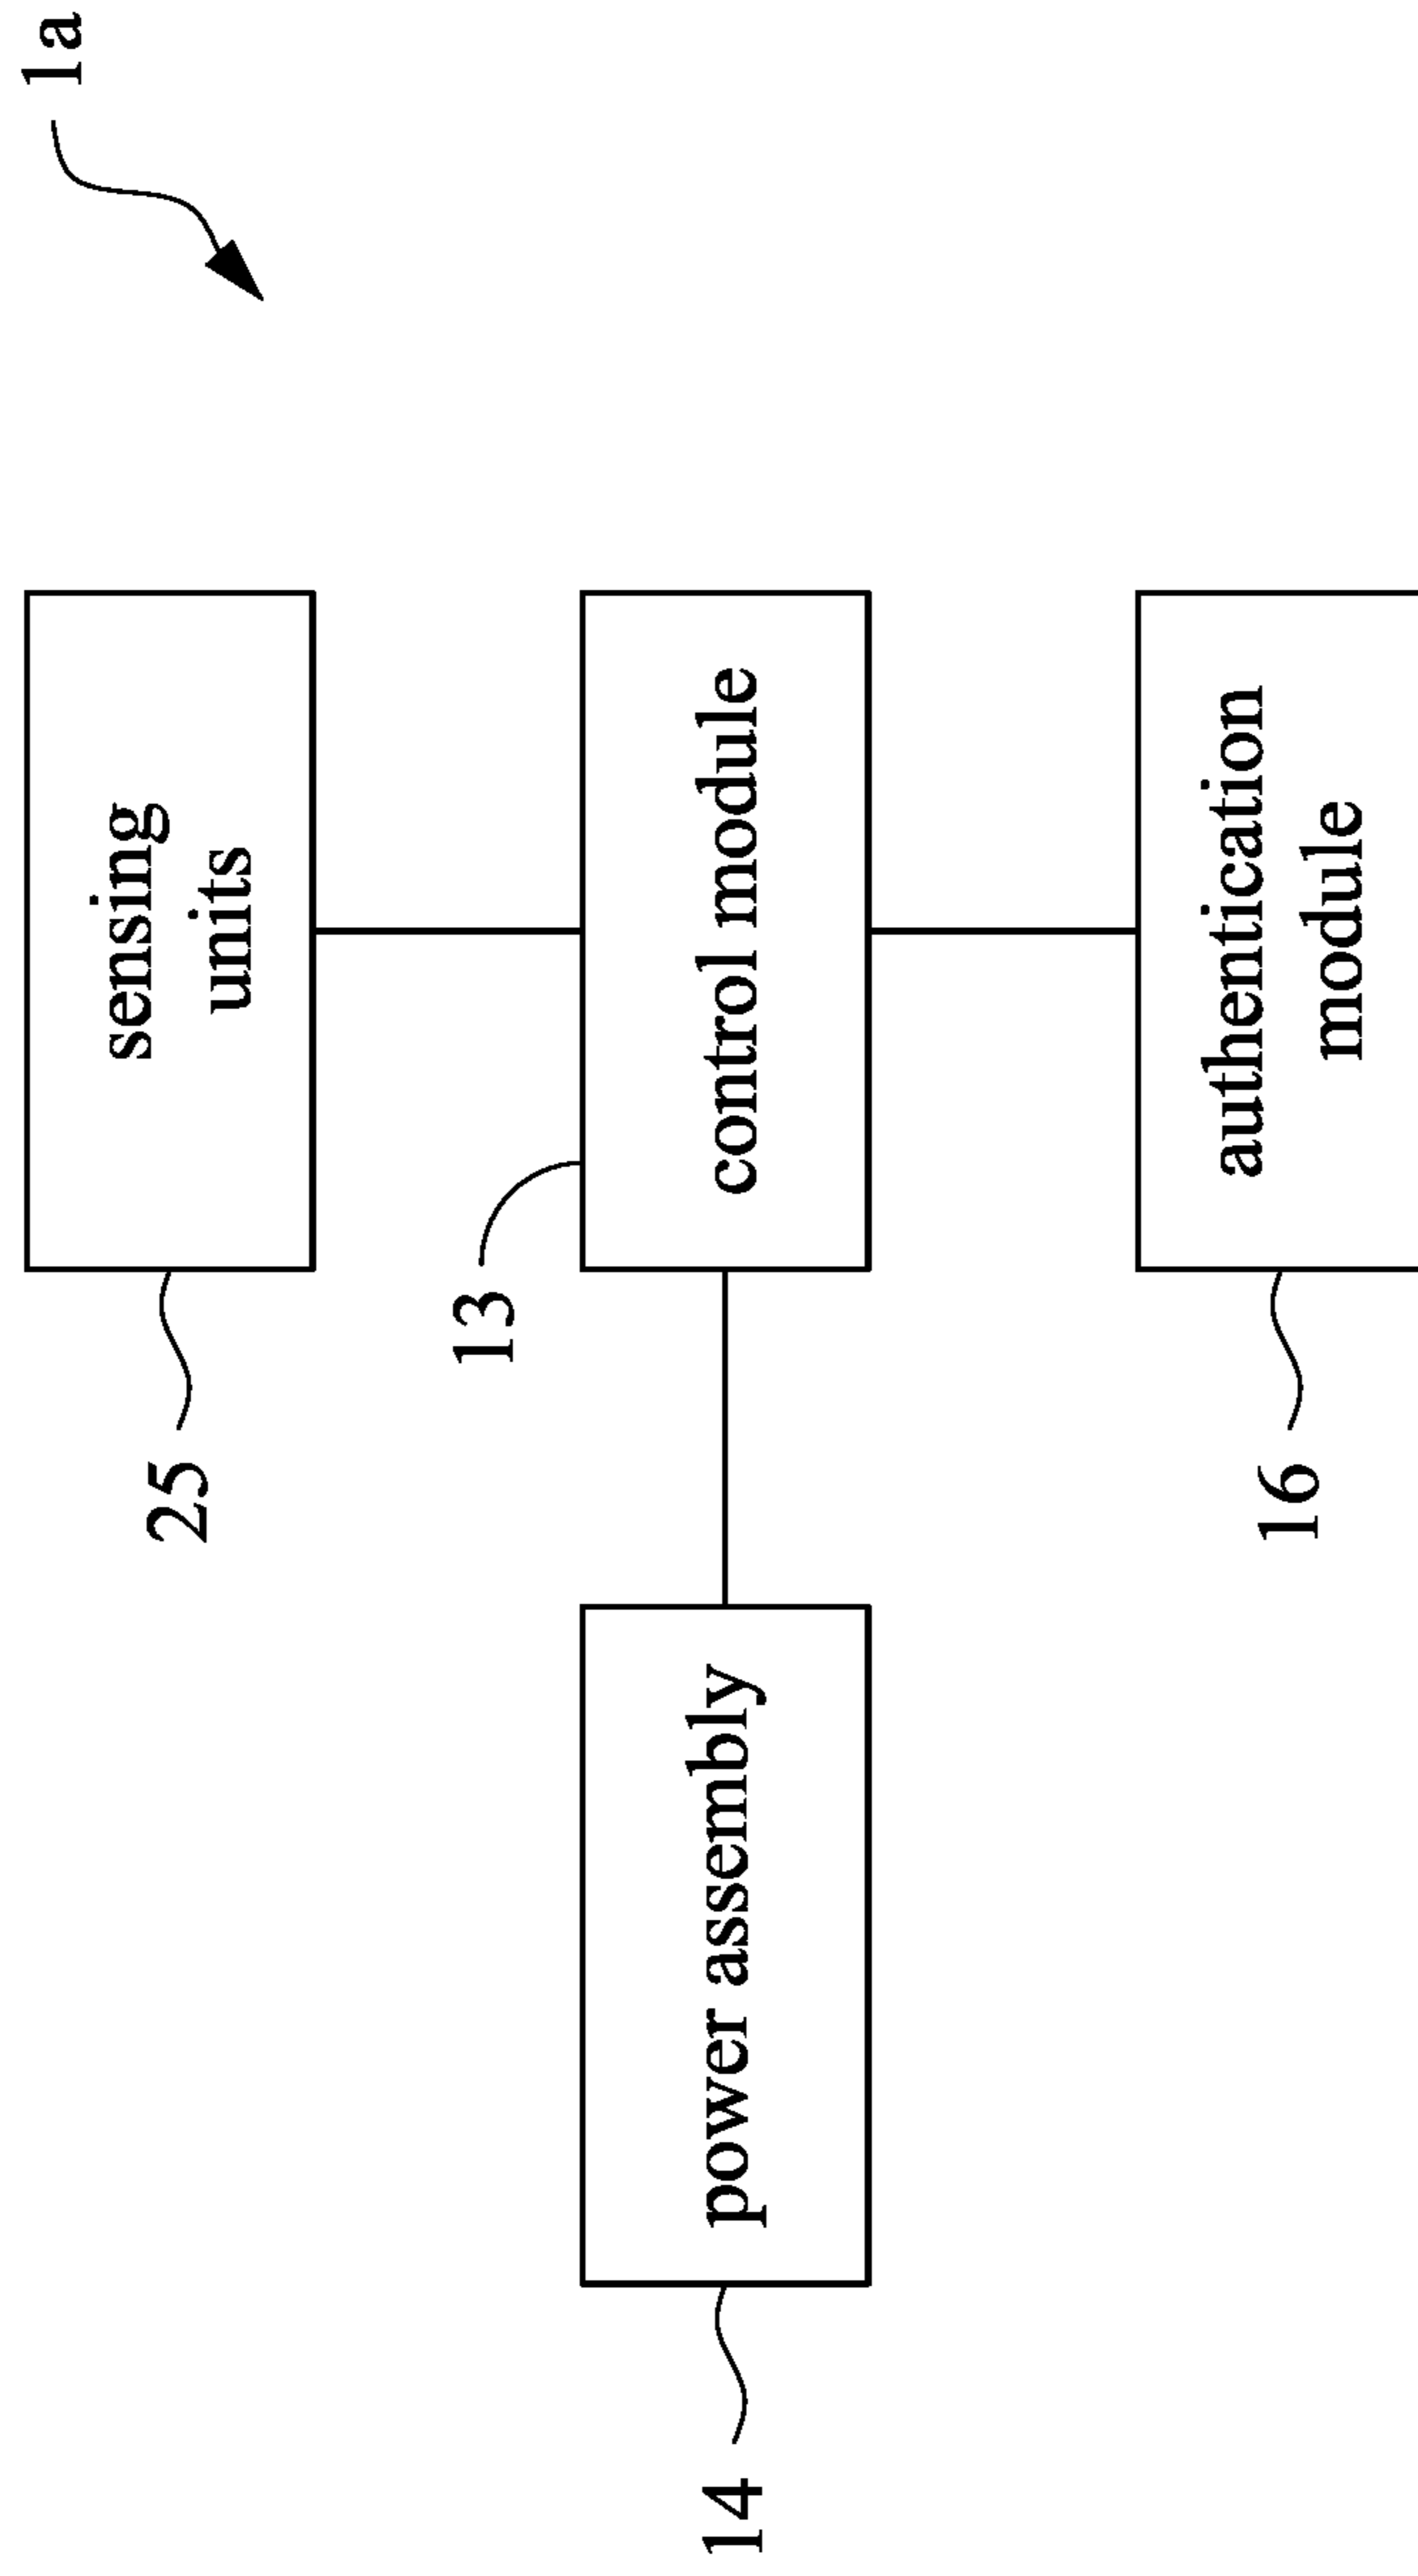 1a
25
sensing
units
14
power assembly
13
control module
16
authentication
module